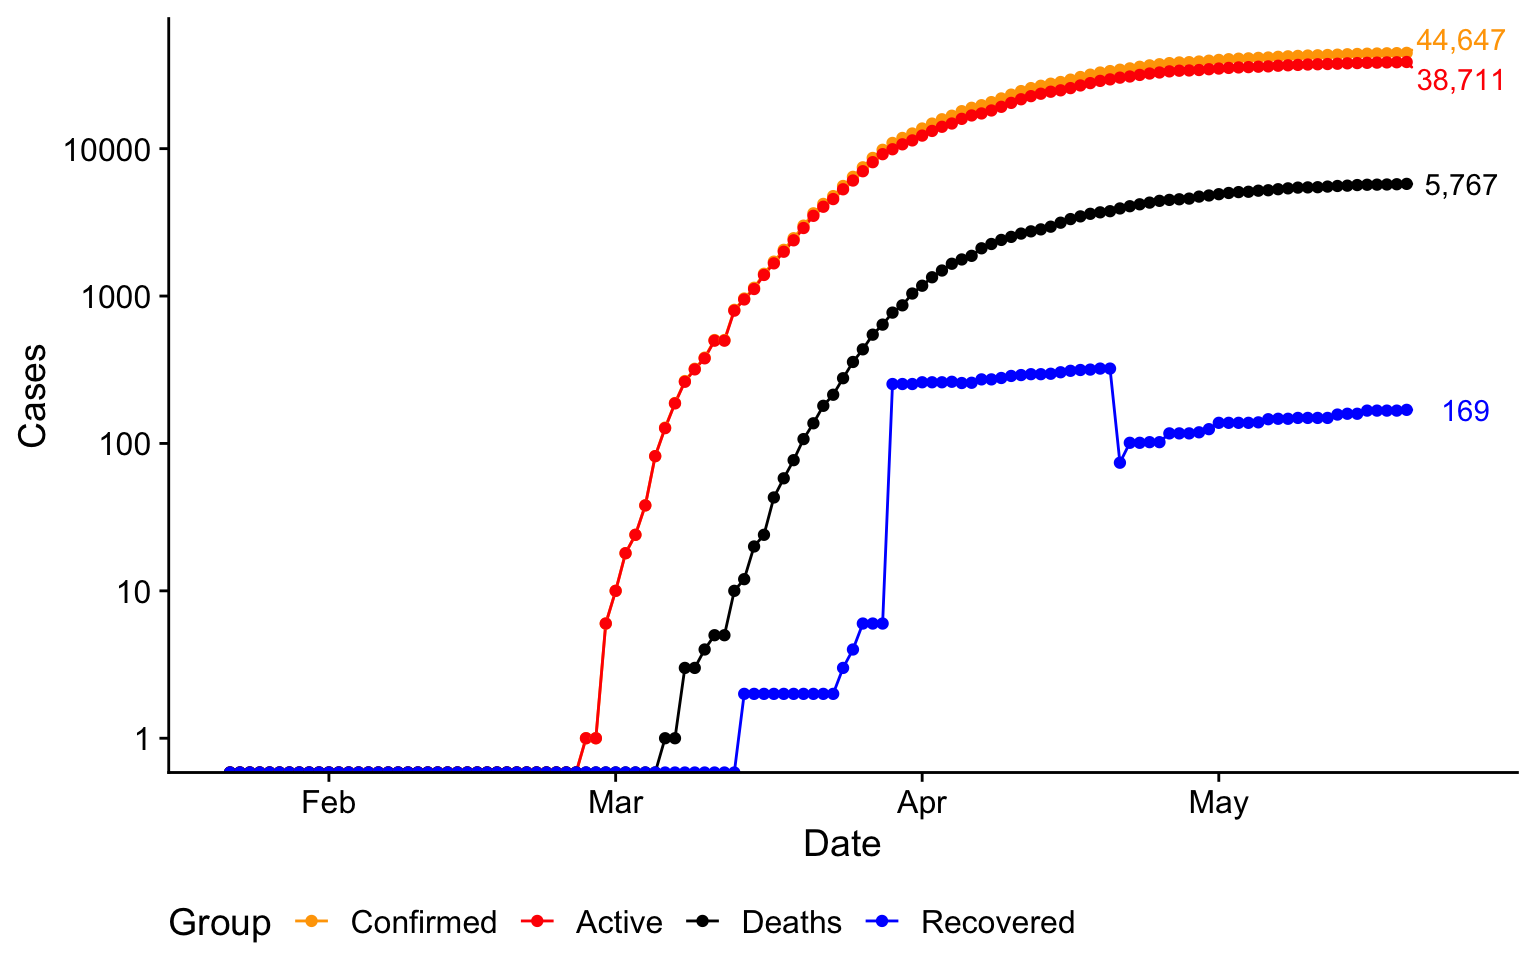 44,647
38,711
5,767
169
10000
1000
100
10
1
Cases
Feb Mar Apr May
Date
Group Confirmed Active Deaths Recovered